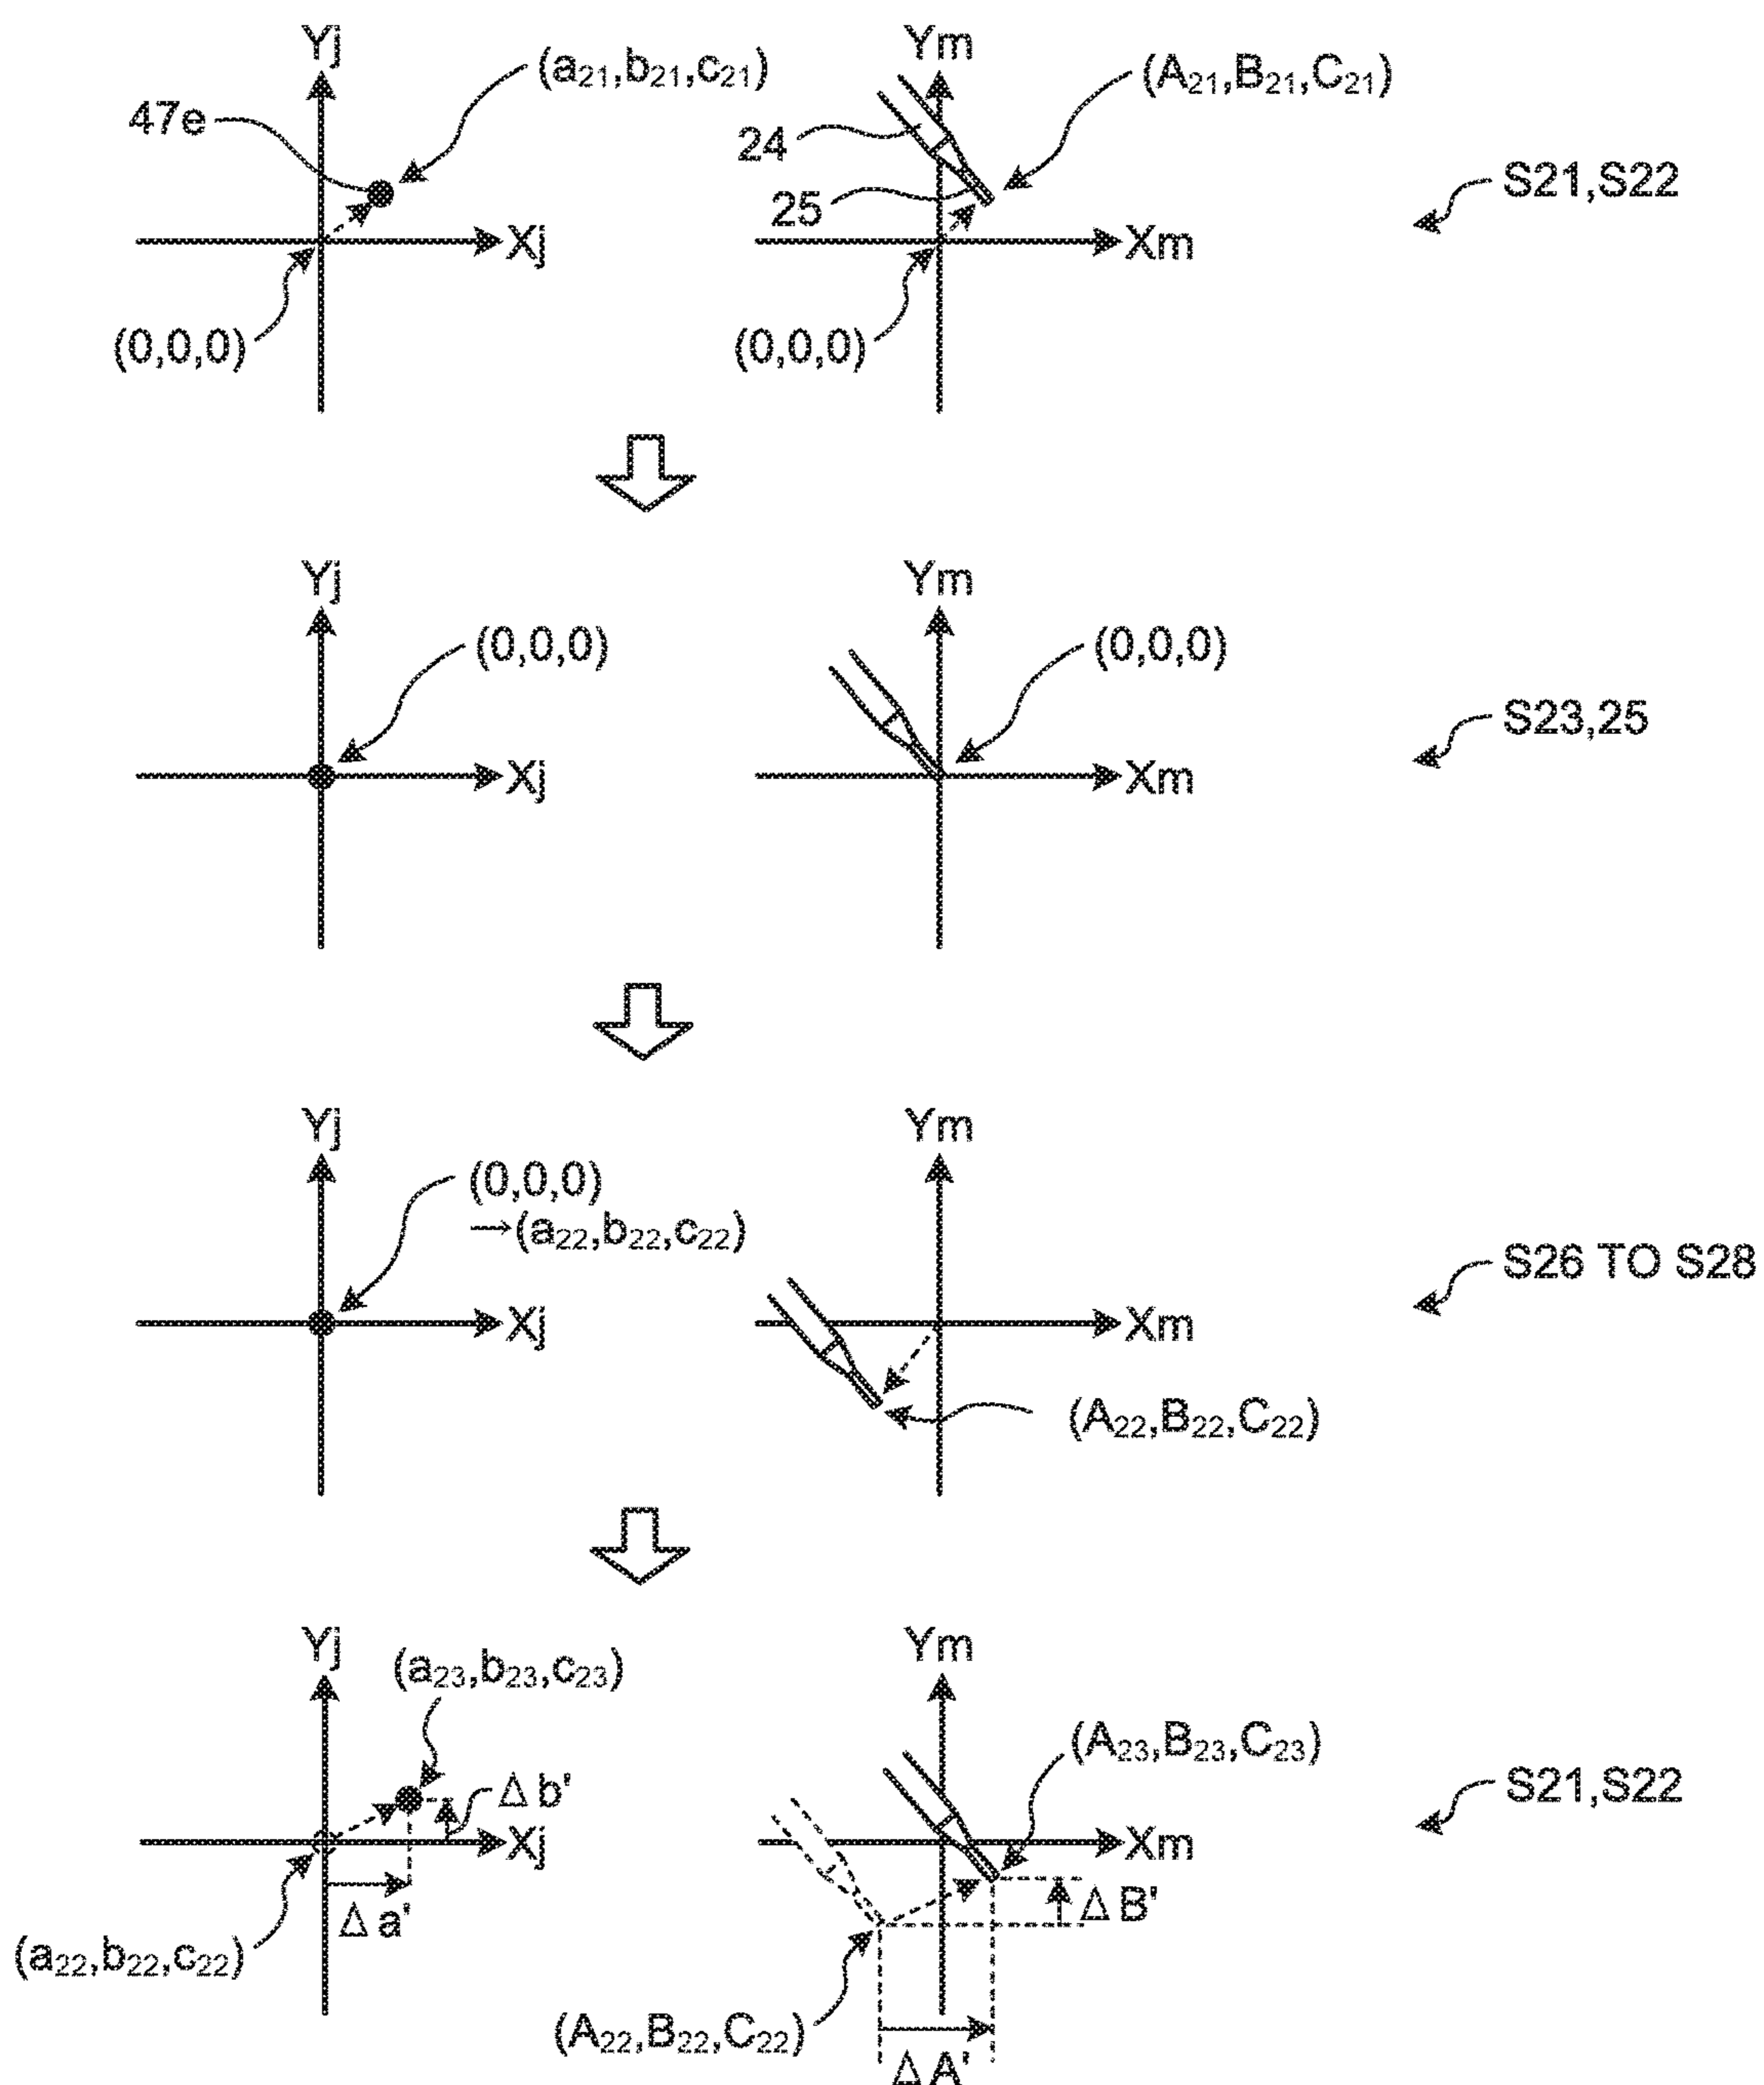 Yj
(a₂₁,b₂₁,c₂₁)
47e
Xj
(0,0,0)
Ym
(A₂₁,B₂₁,C₂₁)
24
25
Xm
(0,0,0)
S21,S22
Yj
(0,0,0)
Xj
Ym
(0,0,0)
Xm
S23,25
Yj
(0,0,0)
→(a₂₂,b₂₂,c₂₂)
Xj
Ym
Xm
(A₂₂,B₂₂,C₂₂)
S26 TO S28
Yj
(a₂₃,b₂₃,c₂₃)
Δb'
Xj
Δa'
(a₂₂,b₂₂,c₂₂)
Ym
(A₂₃,B₂₃,C₂₃)
Xm
ΔB'
(A₂₂,B₂₂,C₂₂)
ΔA'
S21,S22